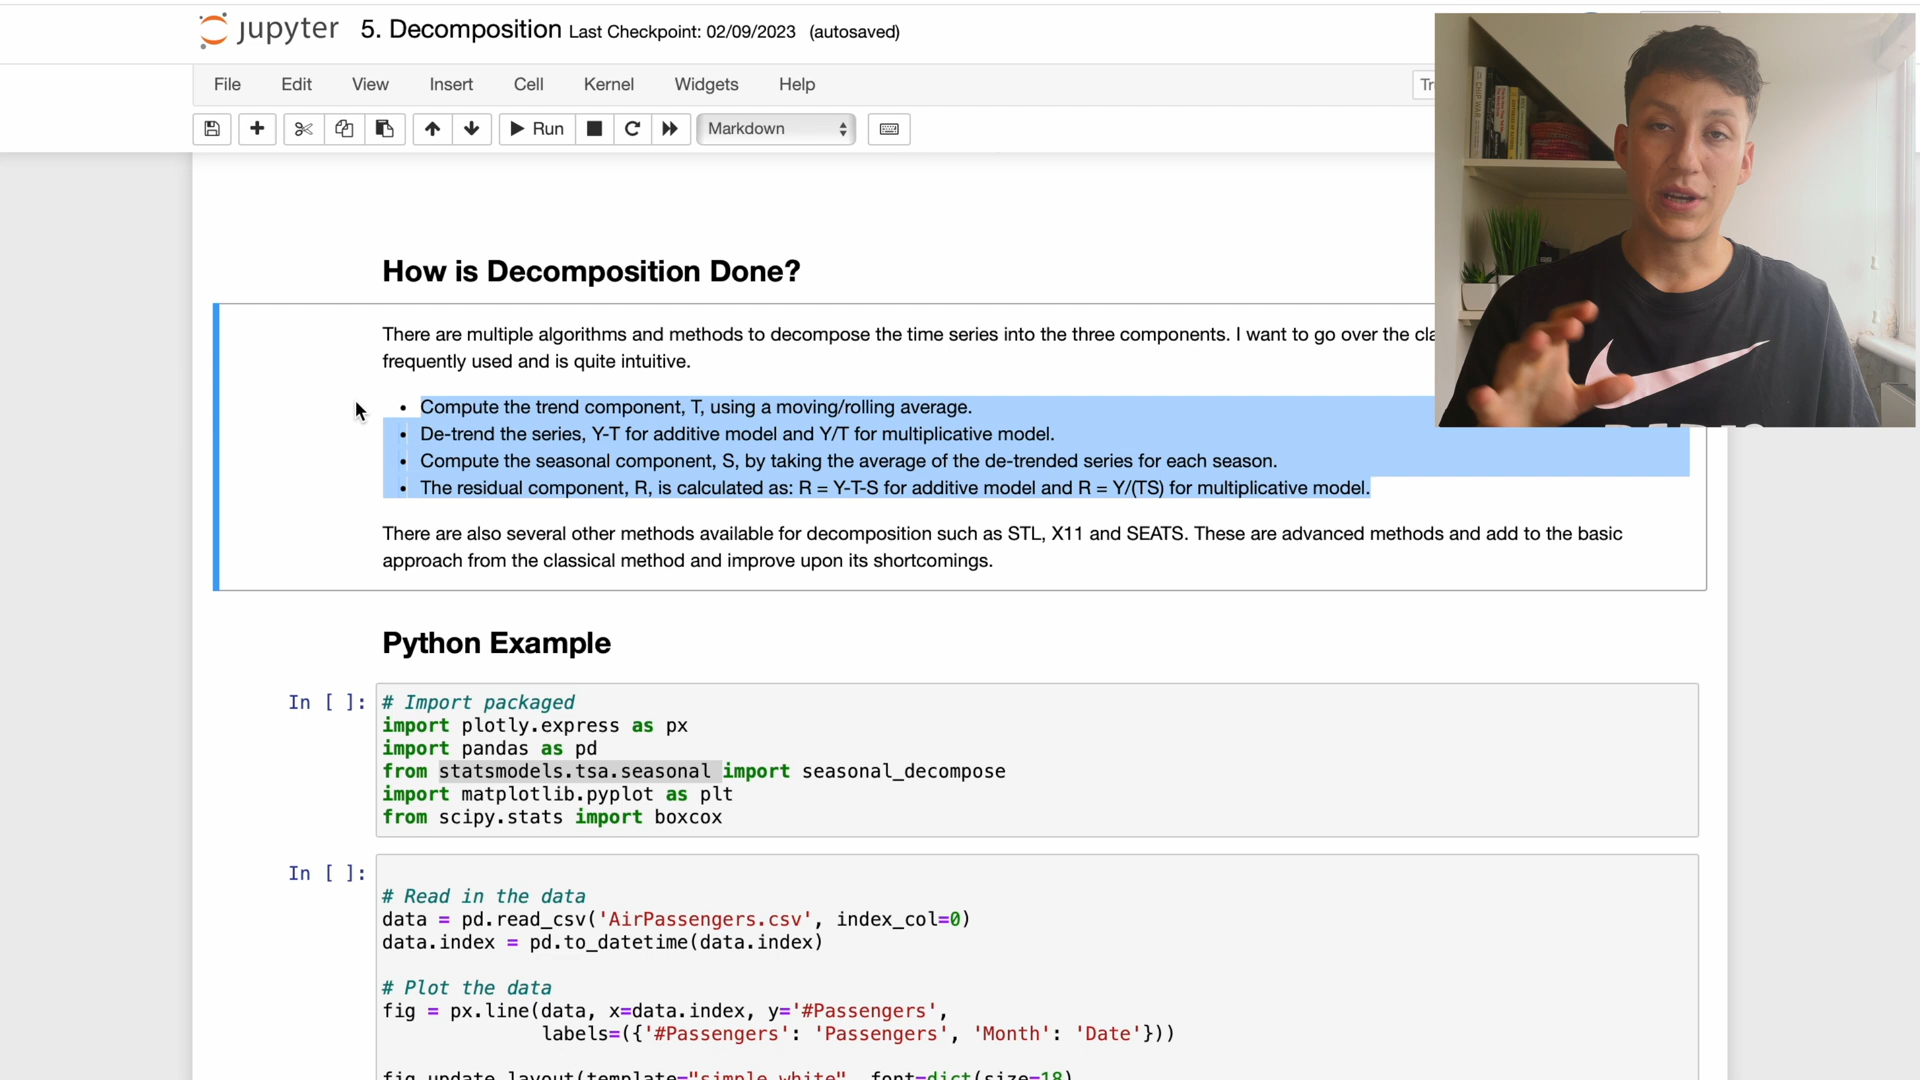 jupyter 5. Decomposition Last Checkpoint: 02/09/2023 (autosaved)
File Edit View Insert Cell Kernel Widgets Help
Run Markdown
CHIP WAR
How is Decomposition Done?
There are multiple algorithms and methods to decompose the time series into the three components. I want to go over the
frequently used and is quite intuitive.
• Compute the trend component, T, using a moving/rolling average.
• De-trend the series, Y-T for additive model and Y/T for multiplicative model.
• Compute the seasonal component, S, by taking the average of the de-trended series for each season.
• The residual component, R, is calculated as: R = Y-T-S for additive model and R = Y/(TS) for multiplicative model.
There are also several other methods available for decomposition such as STL, X11 and SEATS. These are advanced methods and add to the basic
approach from the classical method and improve upon its shortcomings.
Python Example
In [ ]: # Import packaged
import plotly.express as px
import pandas as pd
from statsmodels.tsa.seasonal import seasonal_decompose
import matplotlib.pyplot as plt
from scipy.stats import boxcox
In [ ]:
# Read in the data
data = pd.read_csv('AirPassengers.csv', index_col=0)
data.index = pd.to_datetime(data.index)
# Plot the data
fig = px.line(data, x=data.index, y='#Passengers',
labels=({'#Passengers': 'Passengers', 'Month': 'Date'}))
fig.update_layout(template="simple_white", font=dict(size=18),